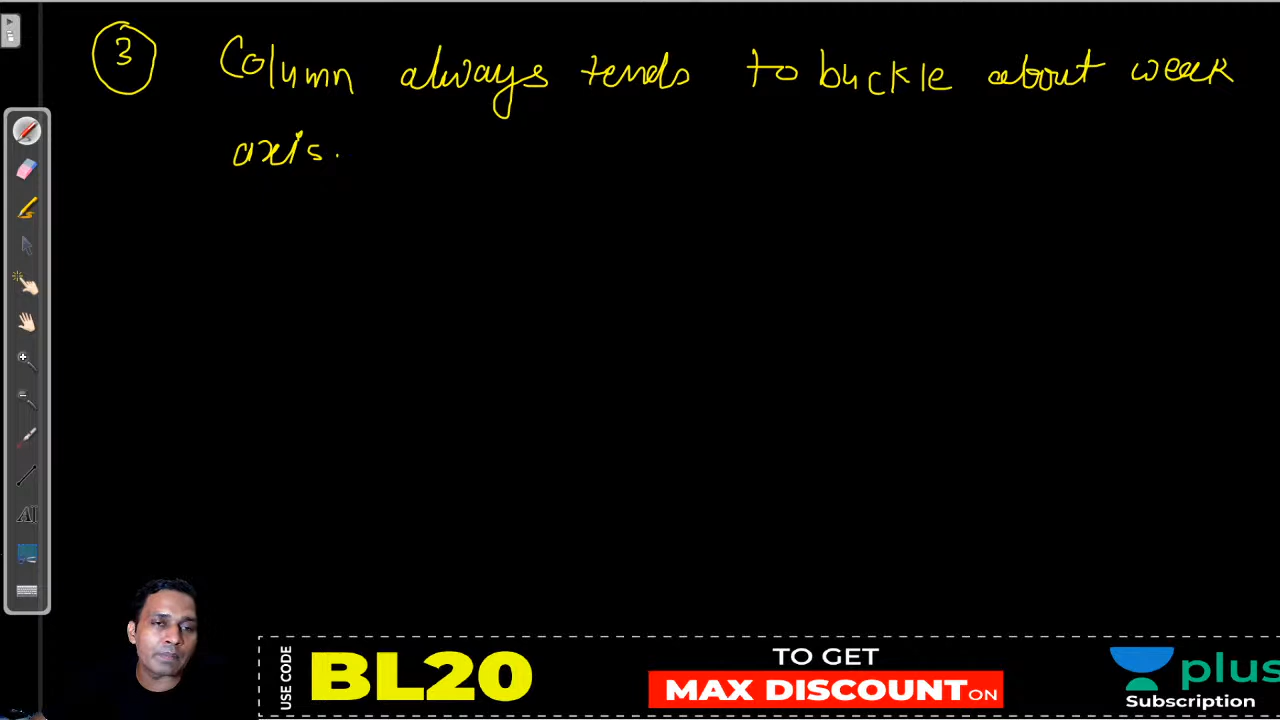 3 Column always tends to buckle about weak
axis.
USE CODE
BL20
TO GET
MAX DISCOUNT ON
plus
Subscription
AI